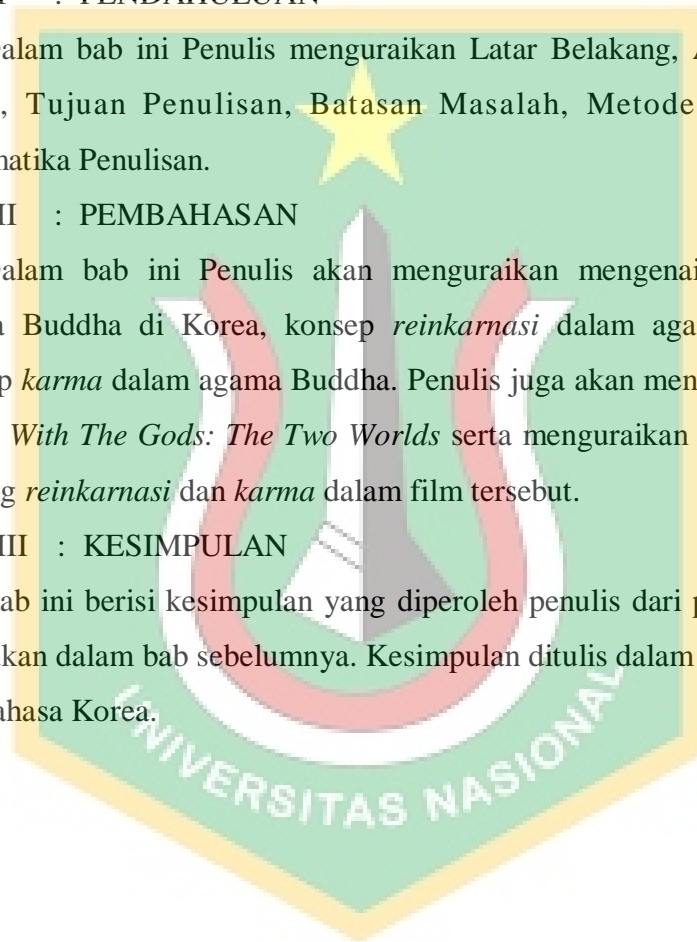 : PENDAHULUAN
alam bab ini Penulis menguraikan Latar Belakang, A
, Tujuan Penulisan, Batasan Masalah, Metode
natika Penulisan.
II : PEMBAHASAN
alam bab ini Penulis akan menguraikan mengenai
a Buddha di Korea, konsep reinkarnasi dalam aga
p karma dalam agama Buddha. Penulis juga akan men
With The Gods: The Two Worlds serta menguraikan
g reinkarnasi dan karma dalam film tersebut.
III : KESIMPULAN
ab ini berisi kesimpulan yang diperoleh penulis dari p
kan dalam bab sebelumnya. Kesimpulan ditulis dalam
ahasa Korea.
UNIVERSITAS NASIONAL